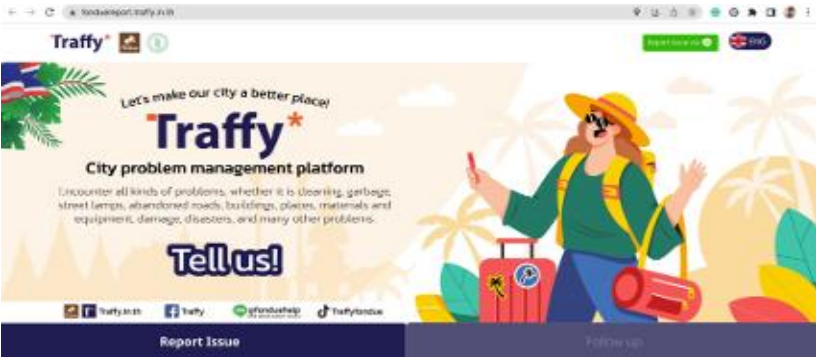 fonduereport.traffy.in.th
Traffy*
Report Issue via
ENG
Let's make our city a better place!
Traffy*
City problem management platform
Encounter all kinds of problems, whether it is cleaning, garbage,
street lamps, abandoned roads, buildings, places, materials and
equipment, damage, disasters, and many other problems.
Tell us!
Traffy.in.th
Traffy
@fonduehelp
Traffyfondue
Report Issue
Follow up